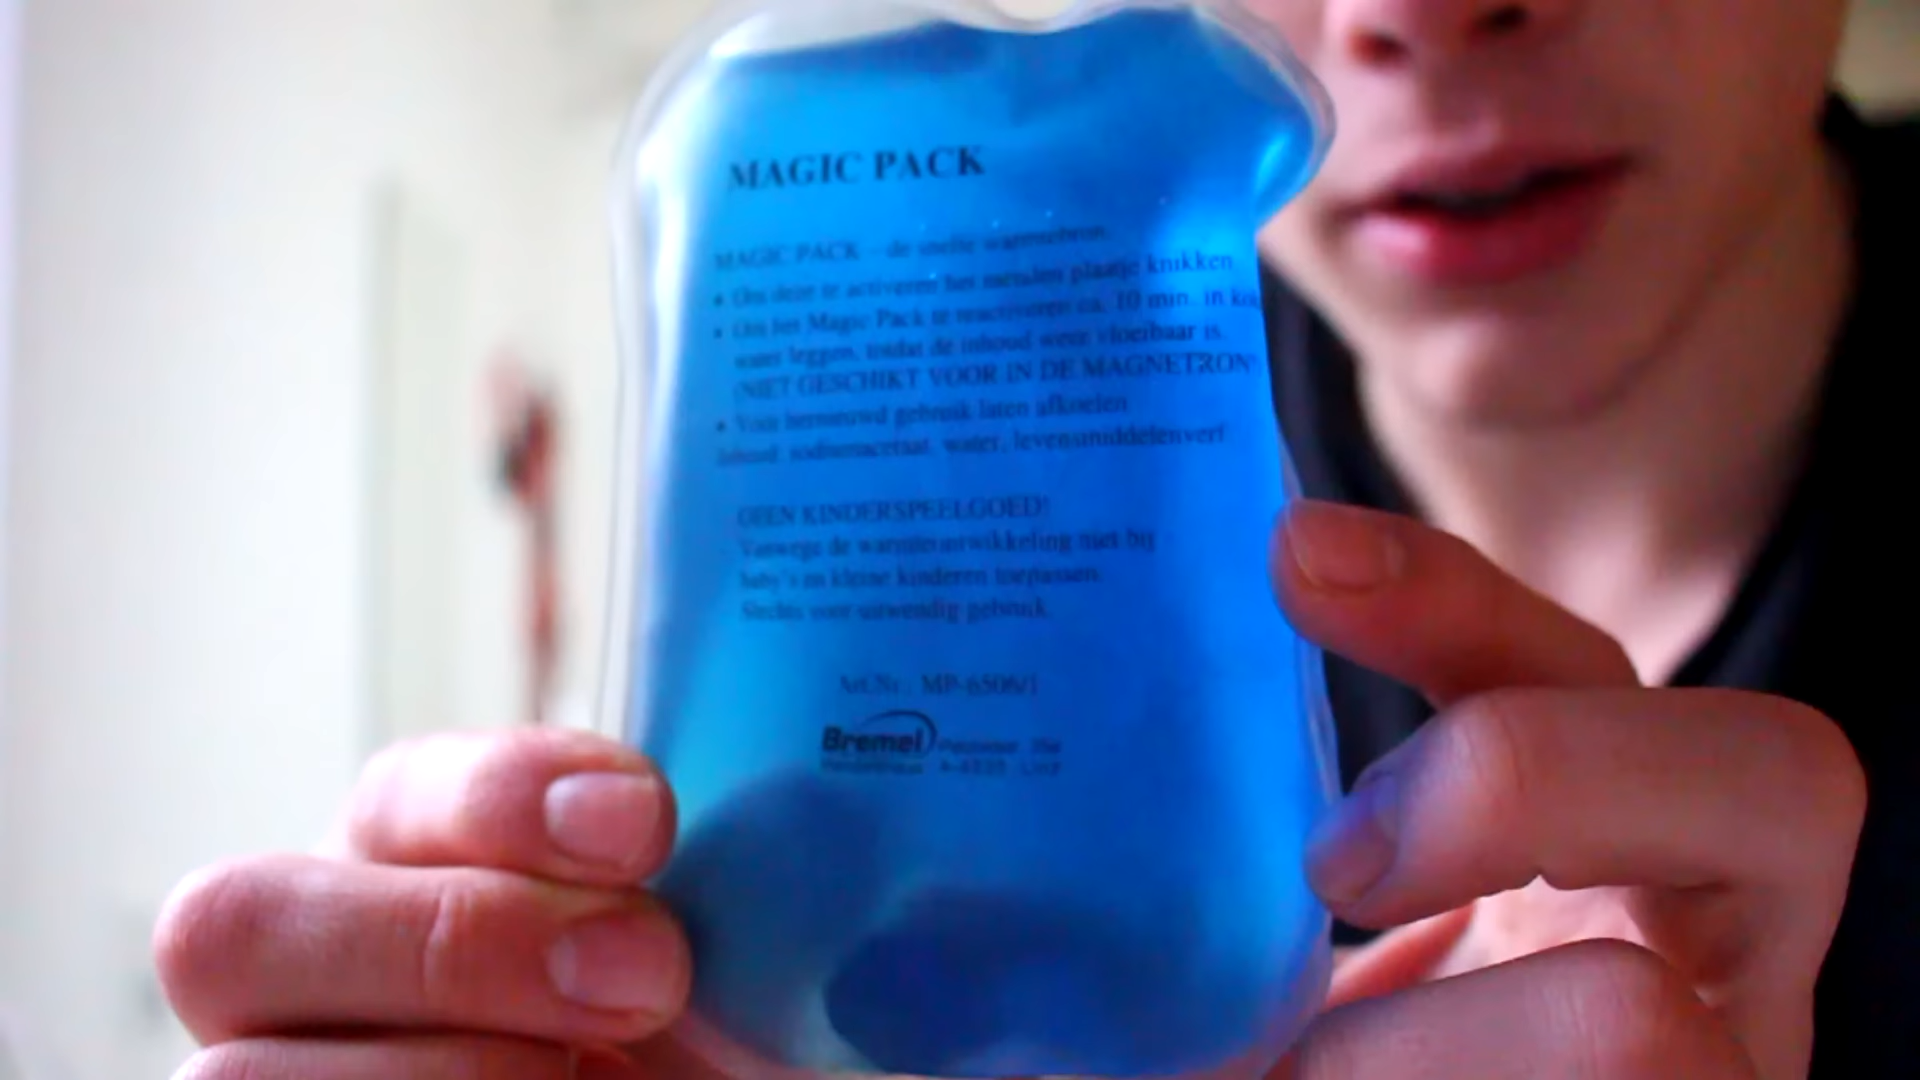 MAGIC PACK
MAGIC PACK - de snelle warmtebron.
• Om deze te activeren het metalen plaatje knikken
• Om het Magic Pack te reactiveren ca. 10 min. in
water leggen, totdat de inhoud weer vloeibaar is.
(NIET GESCHIKT VOOR IN DE MAGNETRON
• Voor hernieuwd gebruik laten afkoelen
Inhoud: sodiumacetaat, water, levensmiddelenverf
GEEN KINDERSPEELGOED!
Vanwege de warmteontwikkeling niet bij
baby's en kleine kinderen toepassen.
Slechts voor uitwendig gebruik.
Art.Nr.: MP-6506/1
Bremel